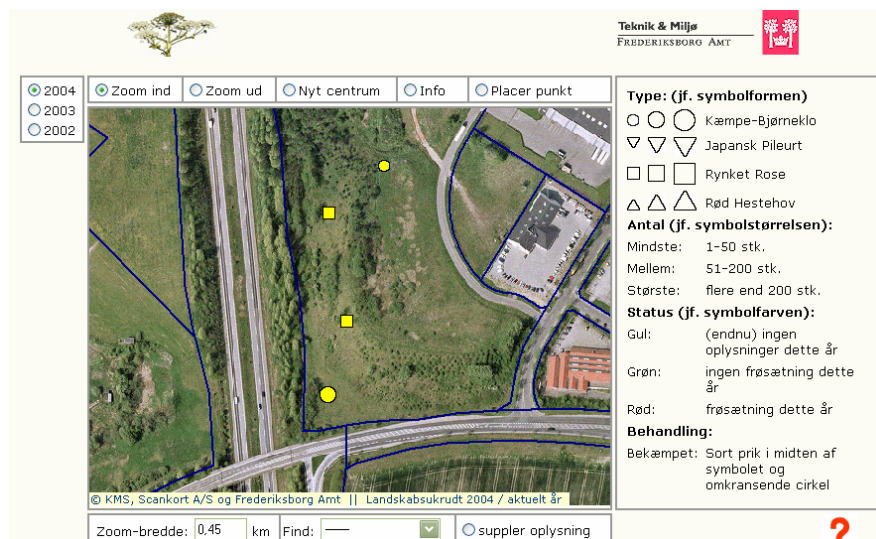 Teknik & Miljø
FREDERIKSBORG AMT
2004
2003
2002
Zoom ind
Zoom ud
Nyt centrum
Info
Placer punkt
Type: (jf. symbolformen)
Kæmpe-Bjørneklo
Japansk Pileurt
Rynket Rose
Rød Hestehov
Antal (jf. symbolstørrelsen):
Mindste: 1-50 stk.
Mellem: 51-200 stk.
Største: flere end 200 stk.
Status (jf. symbolfarven):
Gul: (endnu) ingen
oplysninger dette år
Grøn: ingen frøsætning dette
år
Rød: frøsætning dette år
Behandling:
Bekæmpet: Sort prik i midten af
symbolet og
omkransende cirkel
© KMS, Scankort A/S og Frederiksborg Amt || Landskabsukrudt 2004 / aktuelt år
Zoom-bredde: 0,45 km Find: suppler oplysning
?